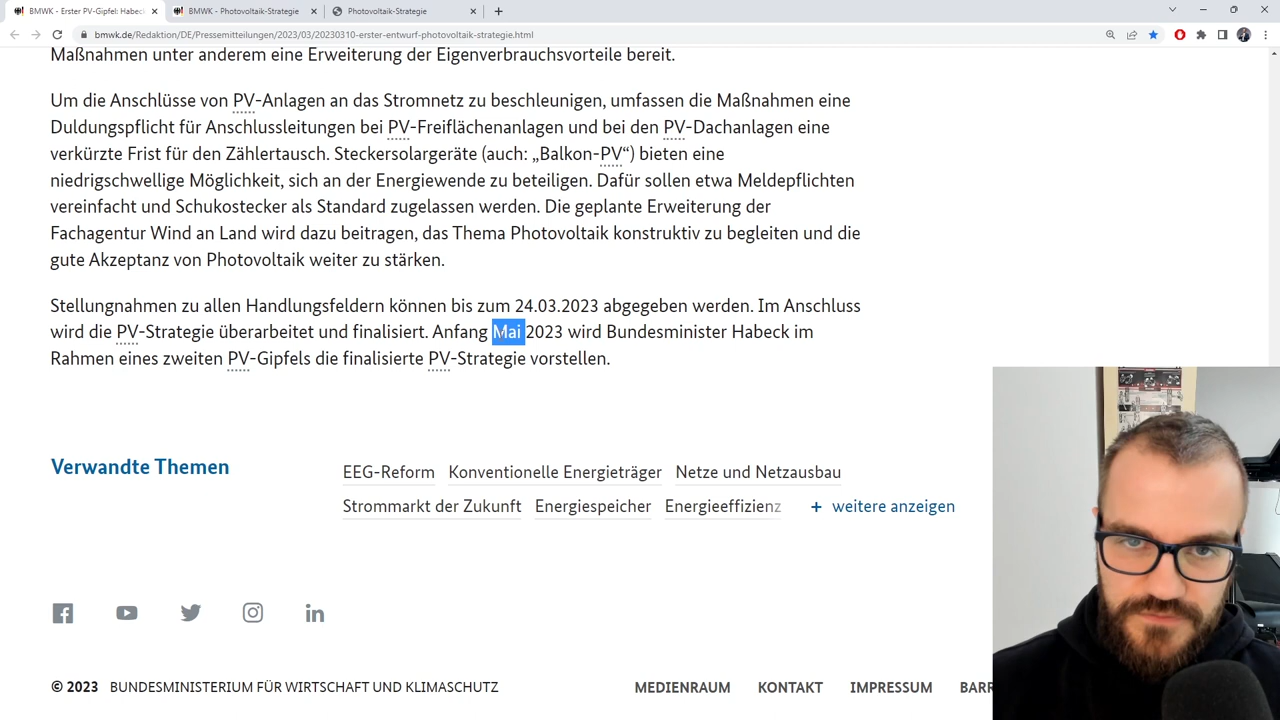 BMWK - Erster PV-Gipfel: Habec
BMWK - Photovoltaik-Strategie
Photovoltaik-Strategie
bmwk.de/Redaktion/DE/Pressemitteilungen/2023/03/20230310-erster-entwurf-photovoltaik-strategie.html
Maßnahmen unter anderem eine Erweiterung der Eigenverbrauchsvorteile bereit.
Um die Anschlüsse von PV-Anlagen an das Stromnetz zu beschleunigen, umfassen die Maßnahmen eine
Duldungspflicht für Anschlussleitungen bei PV-Freiflächenanlagen und bei den PV-Dachanlagen eine
verkürzte Frist für den Zählertausch. Steckersolargeräte (auch: „Balkon-PV“) bieten eine
niedrigschwellige Möglichkeit, sich an der Energiewende zu beteiligen. Dafür sollen etwa Meldepflichten
vereinfacht und Schukostecker als Standard zugelassen werden. Die geplante Erweiterung der
Fachagentur Wind an Land wird dazu beitragen, das Thema Photovoltaik konstruktiv zu begleiten und die
gute Akzeptanz von Photovoltaik weiter zu stärken.
Stellungnahmen zu allen Handlungsfeldern können bis zum 24.03.2023 abgegeben werden. Im Anschluss
wird die PV-Strategie überarbeitet und finalisiert. Anfang Mai 2023 wird Bundesminister Habeck im
Rahmen eines zweiten PV-Gipfels die finalisierte PV-Strategie vorstellen.
Verwandte Themen
EEG-Reform Konventionelle Energieträger Netze und Netzausbau
Strommarkt der Zukunft Energiespeicher Energieeffizienz + weitere anzeigen
© 2023 BUNDESMINISTERIUM FÜR WIRTSCHAFT UND KLIMASCHUTZ MEDIENRAUM KONTAKT IMPRESSUM BARR